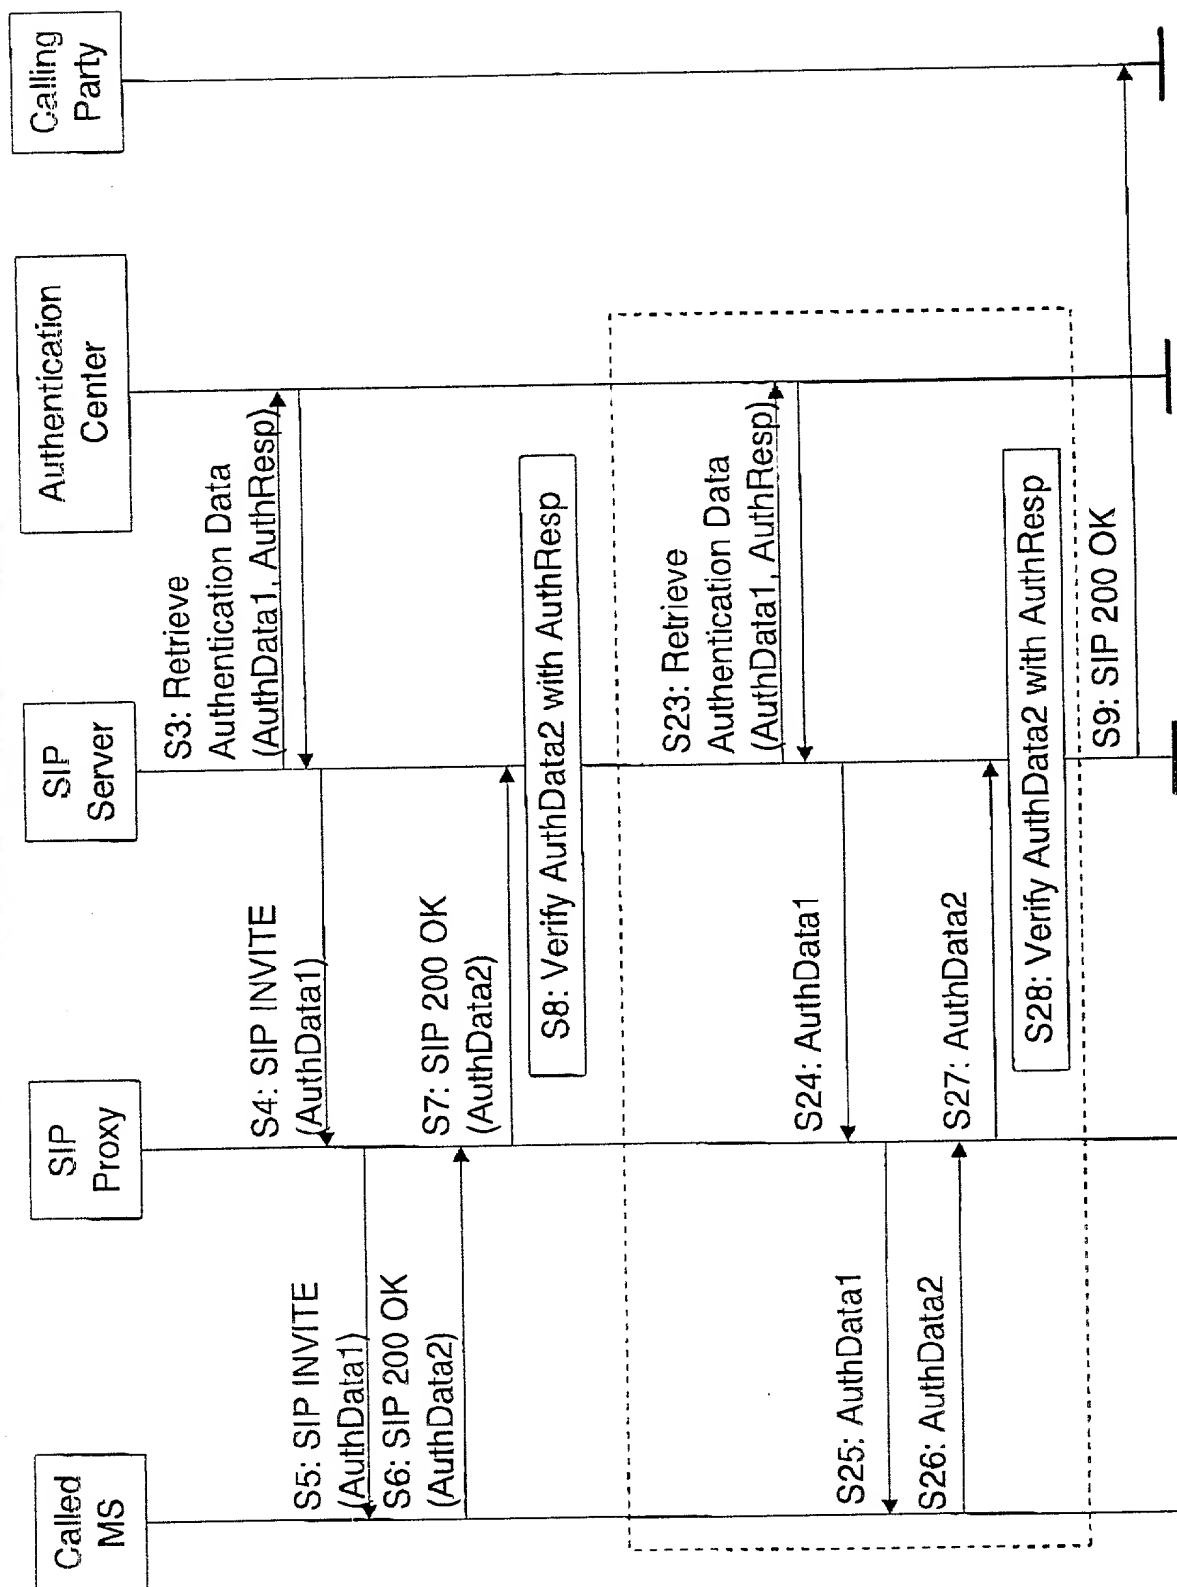 Called
MS
SIP
Proxy
SIP
Server
Authentication
Center
Calling
Party
S3: Retrieve
Authentication Data
(AuthData1, AuthResp)
S4: SIP INVITE
(AuthData1)
S5: SIP INVITE
(AuthData1)
S6: SIP 200 OK
(AuthData2)
S7: SIP 200 OK
(AuthData2)
S8: Verify AuthData2 with AuthResp
S23: Retrieve
Authentication Data
(AuthData1, AuthResp)
S24: AuthData1
S25: AuthData1
S26: AuthData2
S27: AuthData2
S28: Verify AuthData2 with AuthResp
S9: SIP 200 OK